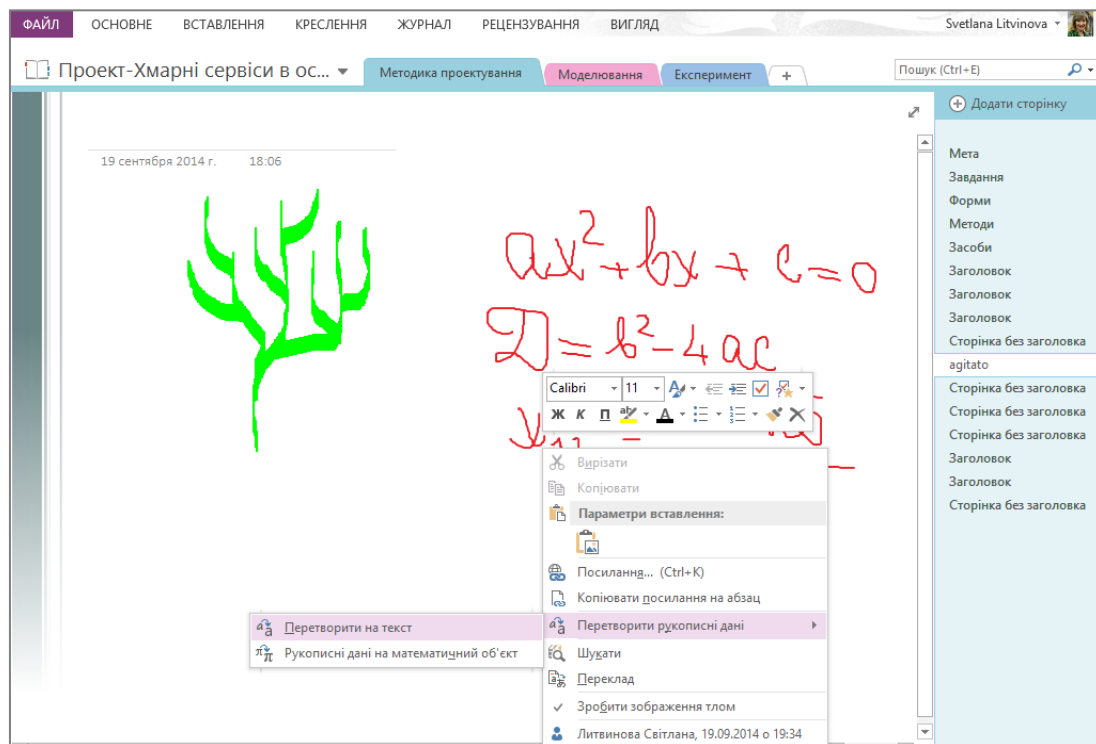 ФАЙЛ ОСНОВНЕ ВСТАВЛЕННЯ КРЕСЛЕННЯ ЖУРНАЛ РЕЦЕНЗУВАННЯ ВИГЛЯД Svetlana Litvinova
Проект-Хмарні сервіси в ос... Методика проектування Моделювання Експеримент + Пошук (Ctrl+E)
Додати сторінку
19 сентября 2014 г. 18:06
ax²+bx+c=0
D=b²-4ac
Calibri 11
Ж К П ab A
x₁,₂ =
Вирізати
Копіювати
Параметри вставлення:
Посилання... (Ctrl+K)
Копіювати посилання на абзац
Перетворити рукописні дані
Перетворити на текст
Рукописні дані на математичний об'єкт
Шукати
Переклад
Зробити зображення тлом
Литвинова Світлана, 19.09.2014 о 19:34
Мета
Завдання
Форми
Методи
Засоби
Заголовок
Заголовок
Заголовок
Сторінка без заголовка
agitato
Сторінка без заголовка
Сторінка без заголовка
Сторінка без заголовка
Заголовок
Заголовок
Сторінка без заголовка